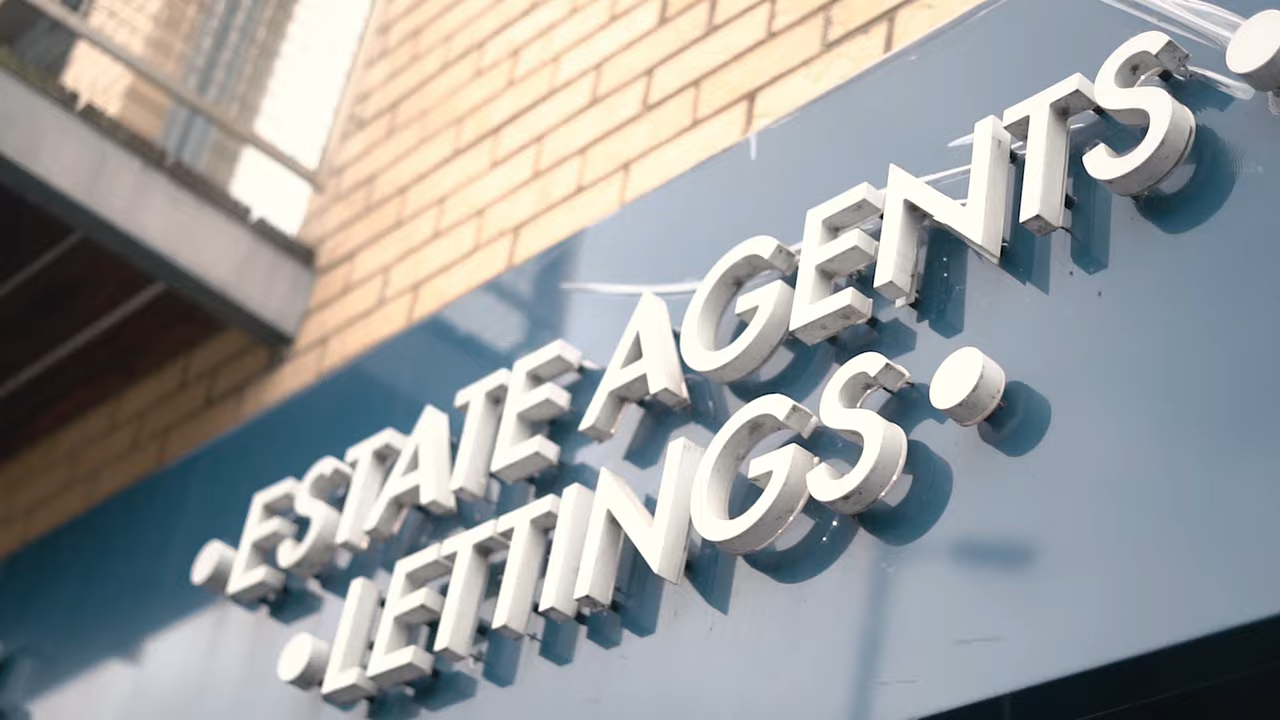 • ESTATE AGENTS •
• LETTINGS •